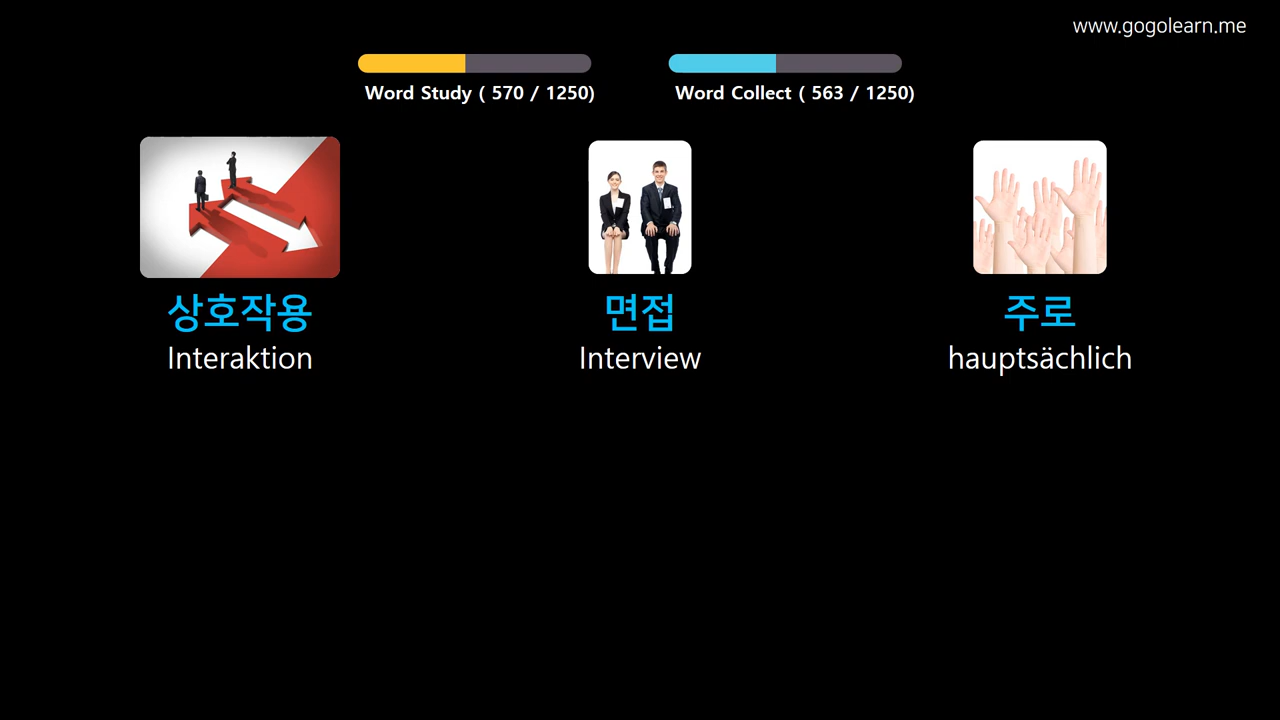 www.gogolearn.me
Word Study ( 570 / 1250)
Word Collect ( 563 / 1250)
상호작용
Interaktion
면접
Interview
주로
hauptsächlich